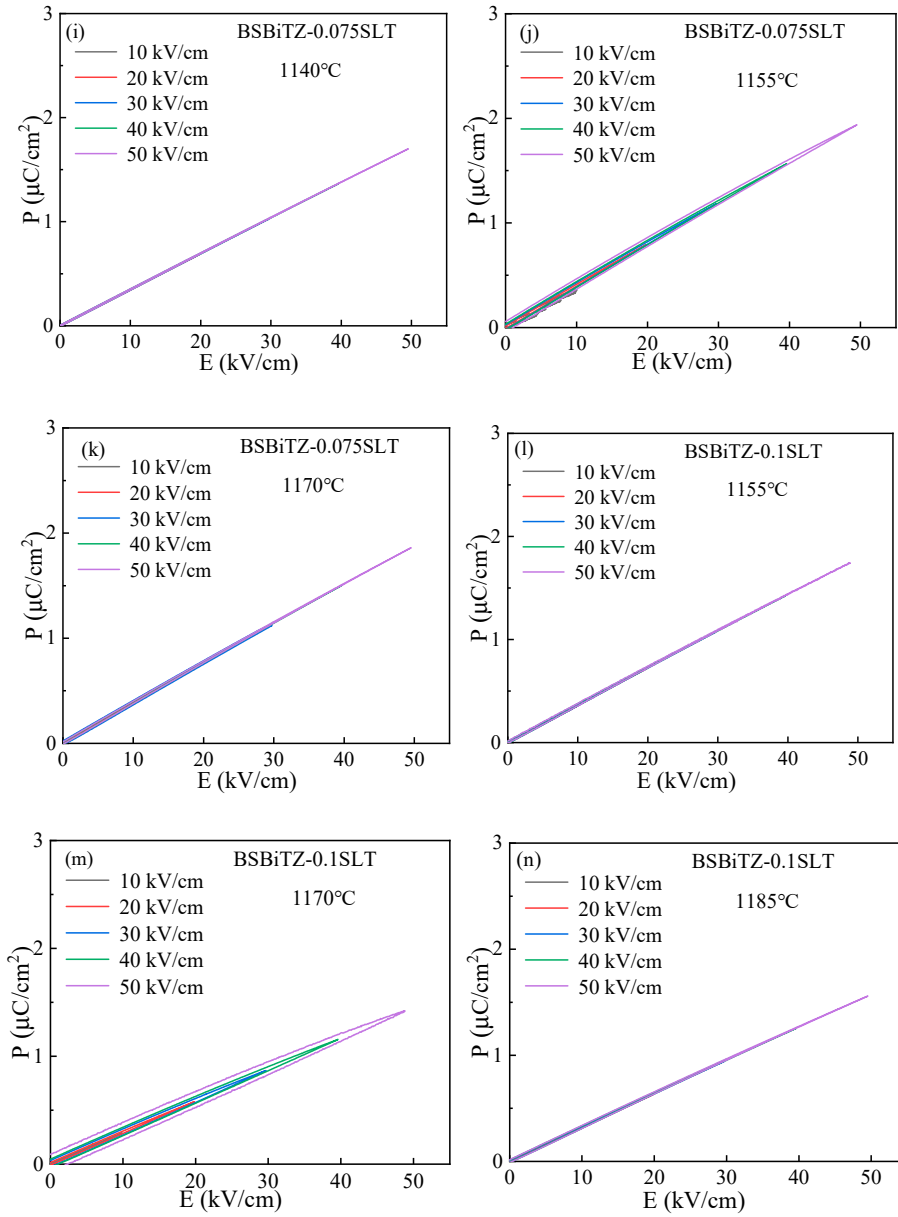 (i)
BSBiTZ-0.075SLT
1140℃
10 kV/cm
20 kV/cm
30 kV/cm
40 kV/cm
50 kV/cm
P (μC/cm²)
3
2
1
0
0 10 20 30 40 50
E (kV/cm)
(j)
BSBiTZ-0.075SLT
1155℃
10 kV/cm
20 kV/cm
30 kV/cm
40 kV/cm
50 kV/cm
P (μC/cm²)
3
2
1
0
0 10 20 30 40 50
E (kV/cm)
(k)
BSBiTZ-0.075SLT
1170℃
10 kV/cm
20 kV/cm
30 kV/cm
40 kV/cm
50 kV/cm
P (μC/cm²)
3
2
1
0
0 10 20 30 40 50
E (kV/cm)
(l)
BSBiTZ-0.1SLT
1155℃
10 kV/cm
20 kV/cm
30 kV/cm
40 kV/cm
50 kV/cm
P (μC/cm²)
3
2
1
0
0 10 20 30 40 50
E (kV/cm)
(m)
BSBiTZ-0.1SLT
1170℃
10 kV/cm
20 kV/cm
30 kV/cm
40 kV/cm
50 kV/cm
P (μC/cm²)
3
2
1
0
0 10 20 30 40 50
E (kV/cm)
(n)
BSBiTZ-0.1SLT
1185℃
10 kV/cm
20 kV/cm
30 kV/cm
40 kV/cm
50 kV/cm
P (μC/cm²)
3
2
1
0
0 10 20 30 40 50
E (kV/cm)